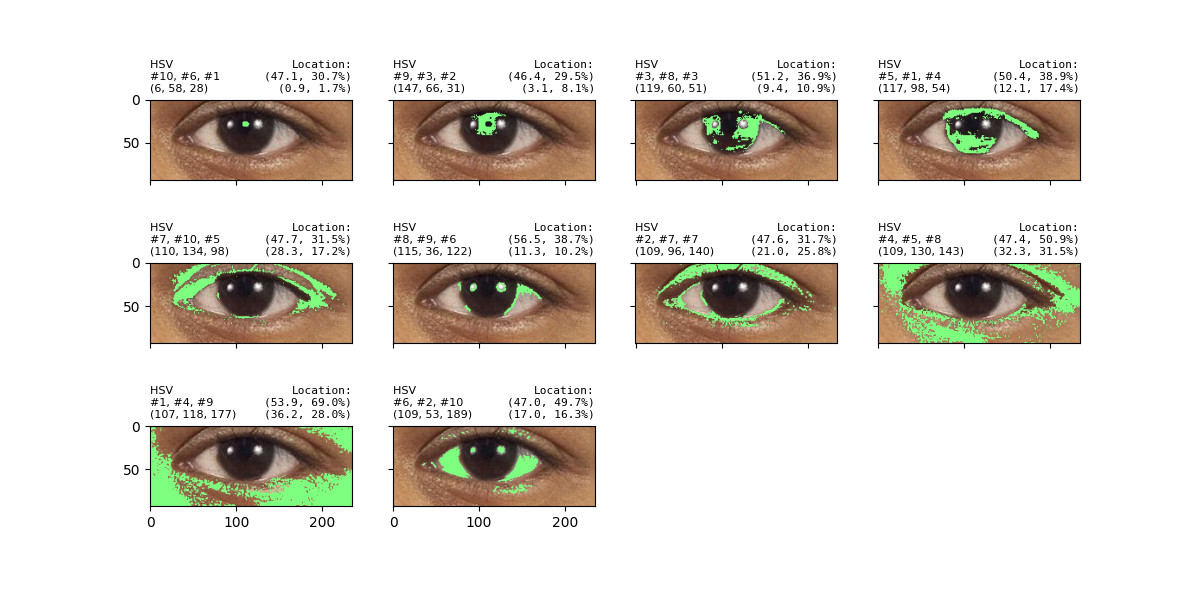 HSV Location:
#10, #6, #1 (47.1, 30.7%)
(6, 58, 28) (0.9, 1.7%)
HSV Location:
#9, #3, #2 (46.4, 29.5%)
(147, 66, 31) (3.1, 8.1%)
HSV Location:
#3, #8, #3 (51.2, 36.9%)
(119, 60, 51) (9.4, 10.9%)
HSV Location:
#5, #1, #4 (50.4, 38.9%)
(117, 98, 54) (12.1, 17.4%)
0
50
HSV Location:
#7, #10, #5 (47.7, 31.5%)
(110, 134, 98) (28.3, 17.2%)
HSV Location:
#8, #9, #6 (56.5, 38.7%)
(115, 36, 122) (11.3, 10.2%)
HSV Location:
#2, #7, #7 (47.6, 31.7%)
(109, 96, 140) (21.0, 25.8%)
HSV Location:
#4, #5, #8 (47.4, 50.9%)
(109, 130, 143) (32.3, 31.5%)
0
50
HSV Location:
#1, #4, #9 (53.9, 69.0%)
(107, 118, 177) (36.2, 28.0%)
HSV Location:
#6, #2, #10 (47.0, 49.7%)
(109, 53, 189) (17.0, 16.3%)
0
50
0 100 200
0 100 200